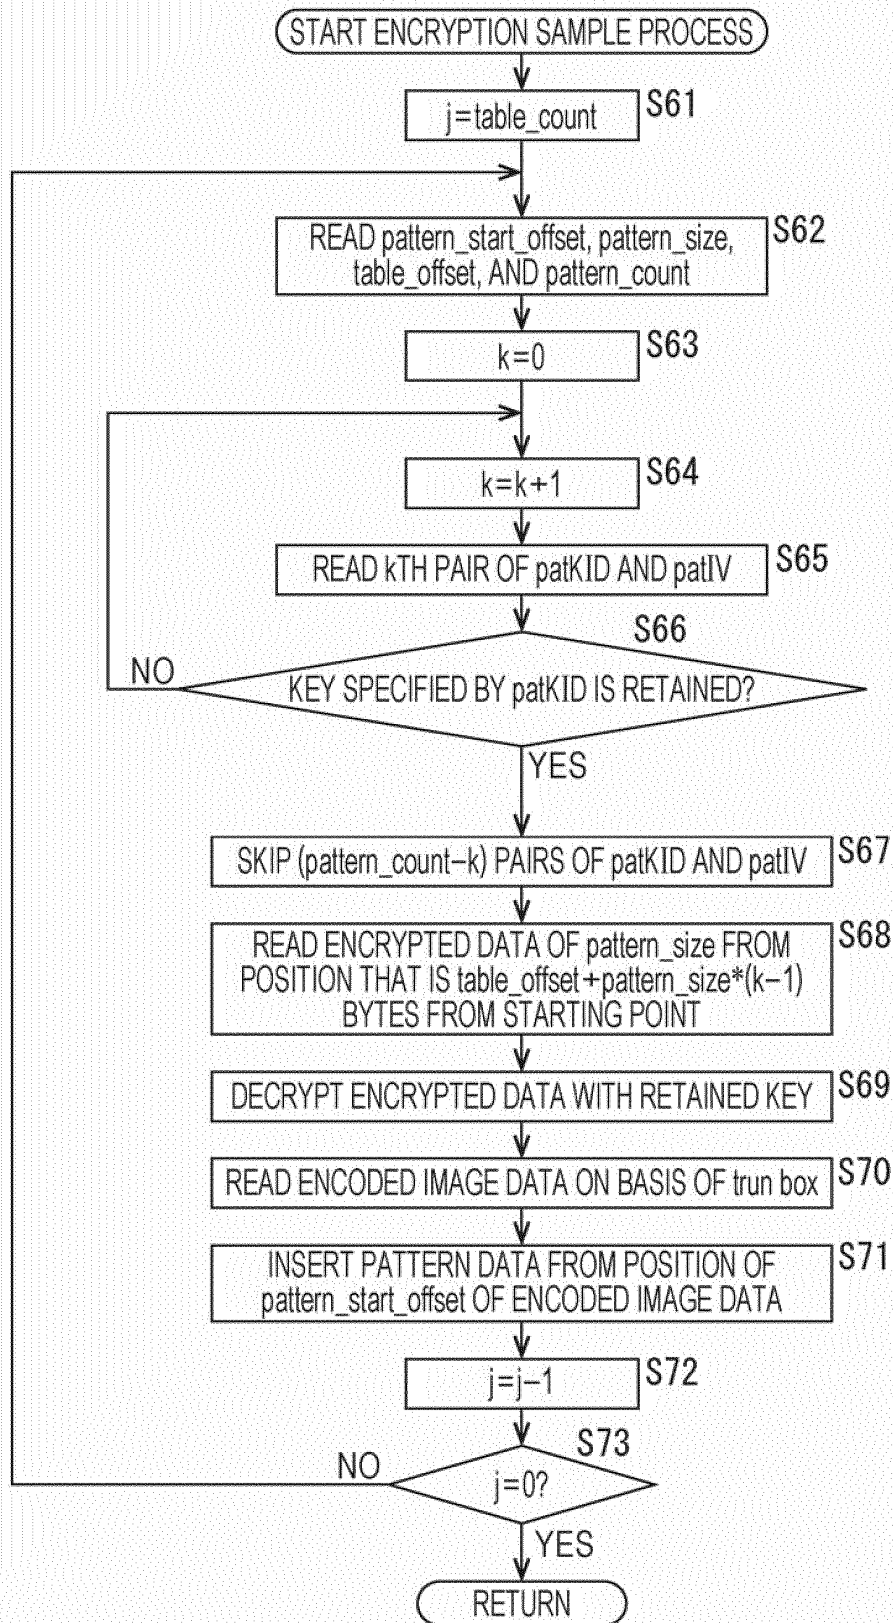 START ENCRYPTION SAMPLE PROCESS
j=table_count
S61
READ pattern_start_offset, pattern_size,
table_offset, AND pattern_count
S62
k=0
S63
k=k+1
S64
READ kTH PAIR OF patKID AND patIV
S65
S66
KEY SPECIFIED BY patKID IS RETAINED?
NO
YES
SKIP (pattern_count−k) PAIRS OF patKID AND patIV
S67
READ ENCRYPTED DATA OF pattern_size FROM
POSITION THAT IS table_offset+pattern_size*(k−1)
BYTES FROM STARTING POINT
S68
DECRYPT ENCRYPTED DATA WITH RETAINED KEY
S69
READ ENCODED IMAGE DATA ON BASIS OF trun box
S70
INSERT PATTERN DATA FROM POSITION OF
pattern_start_offset OF ENCODED IMAGE DATA
S71
j=j−1
S72
S73
j=0?
NO
YES
RETURN